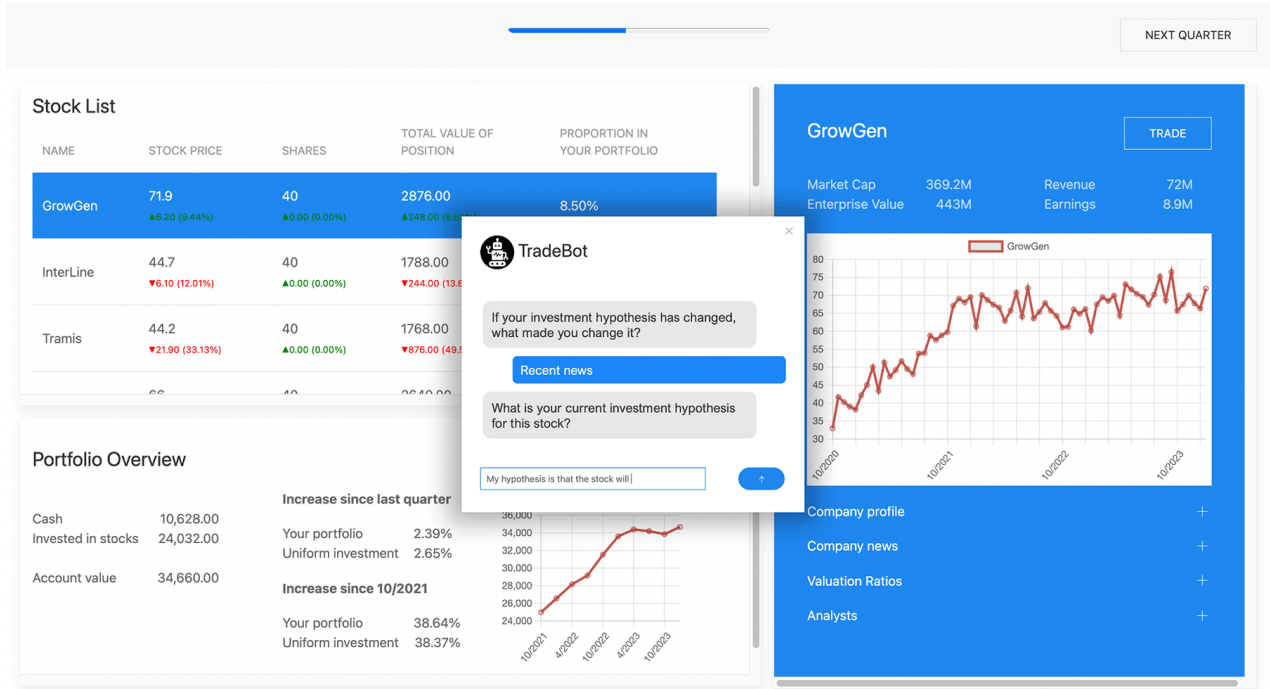 NEXT QUARTER
Stock List
NAME STOCK PRICE SHARES TOTAL VALUE OF POSITION PROPORTION IN YOUR PORTFOLIO
GrowGen 71.9 40 2876.00 8.50%
▲6.20 (9.44%) ▲0.00 (0.00%) ▲248.00
InterLine 44.7 40 1788.00
▼6.10 (12.01%) ▲0.00 (0.00%) ▼244.00 (13.6
Tramis 44.2 40 1768.00
▼21.90 (33.13%) ▲0.00 (0.00%) ▼876.00 (49.5
TradeBot
If your investment hypothesis has changed,
what made you change it?
Recent news
What is your current investment hypothesis
for this stock?
My hypothesis is that the stock will
Portfolio Overview
Cash 10,628.00
Invested in stocks 24,032.00
Account value 34,660.00
Increase since last quarter
Your portfolio 2.39%
Uniform investment 2.65%
Increase since 10/2021
Your portfolio 38.64%
Uniform investment 38.37%
36,000
34,000
32,000
30,000
28,000
26,000
24,000
10/2021 4/2022 10/2022 4/2023 10/2023
GrowGen
TRADE
Market Cap 369.2M Revenue 72M
Enterprise Value 443M Earnings 8.9M
GrowGen
80
75
70
65
60
55
50
45
40
35
30
10/2020 10/2021 10/2022 10/2023
Company profile
Company news
Valuation Ratios
Analysts